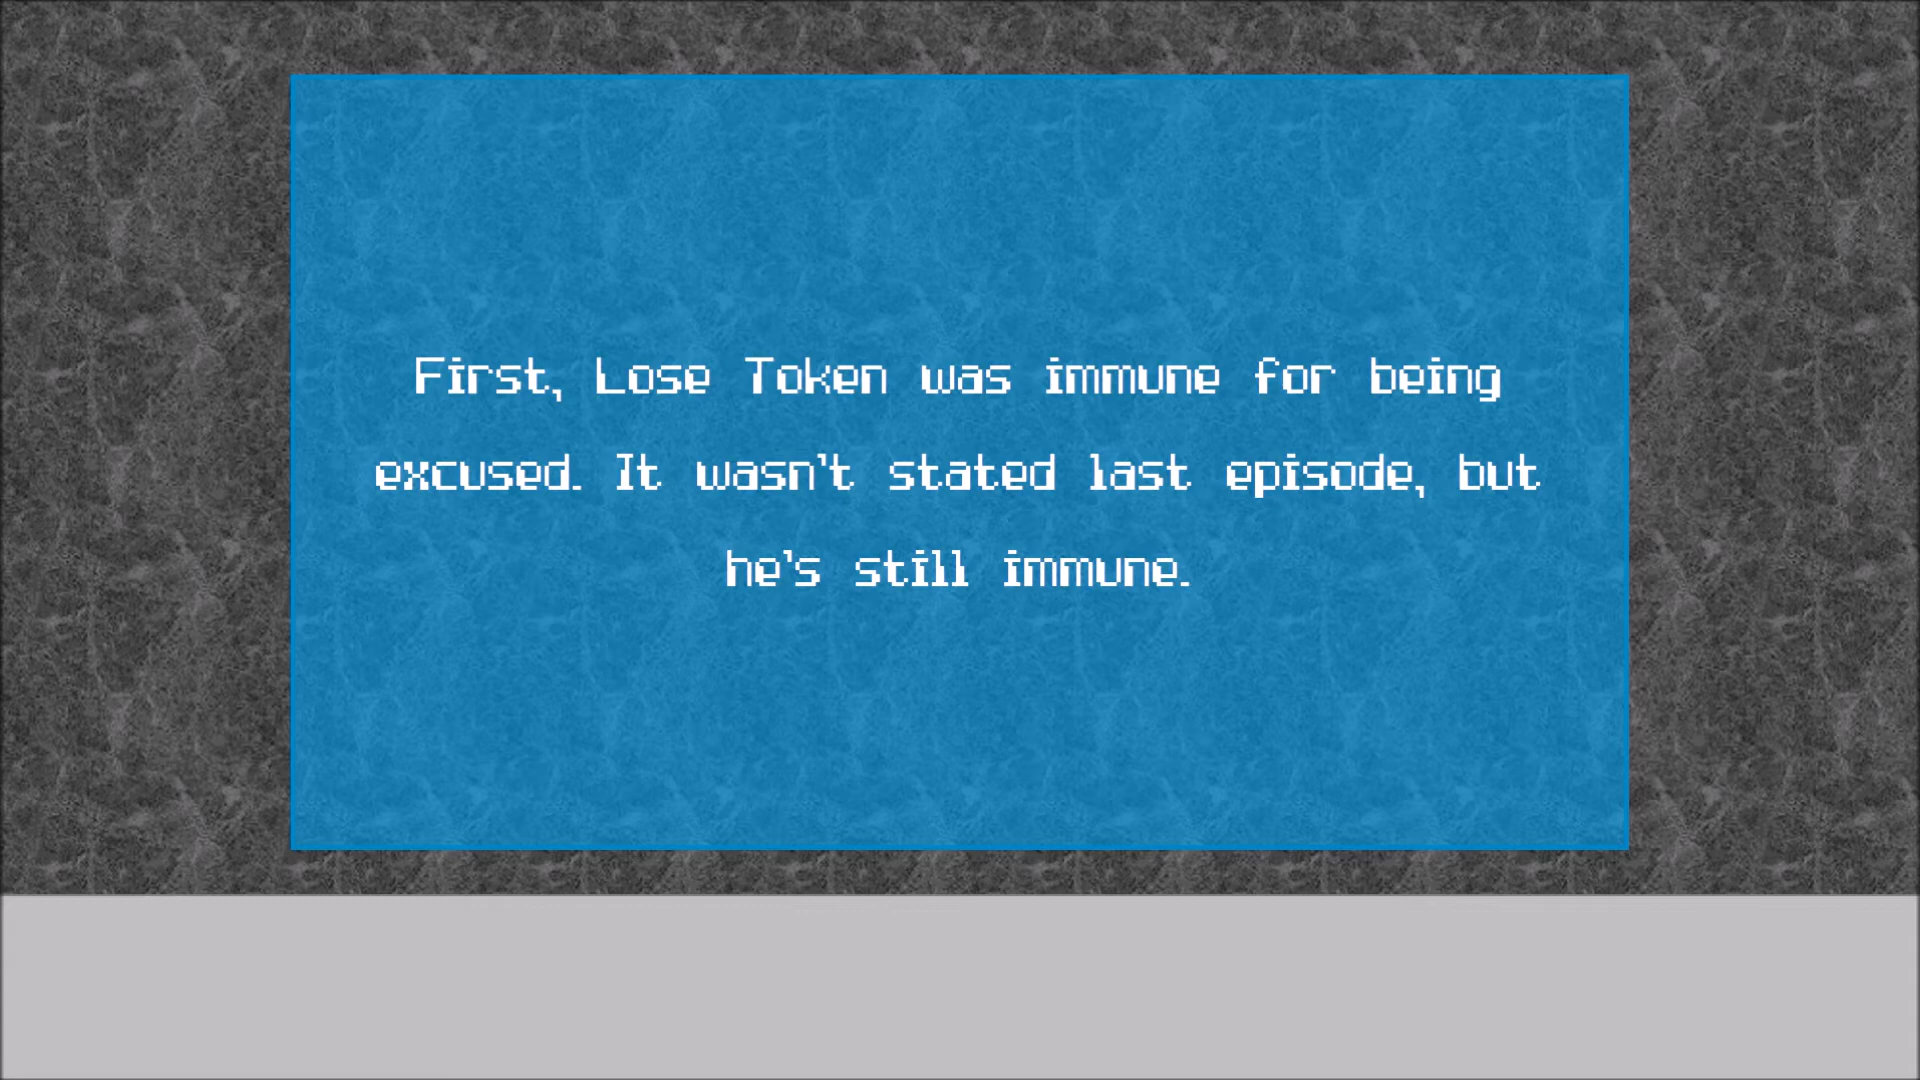 First, Lose Token was immune for being
excused. It wasn't stated last episode, but
he's still immune.